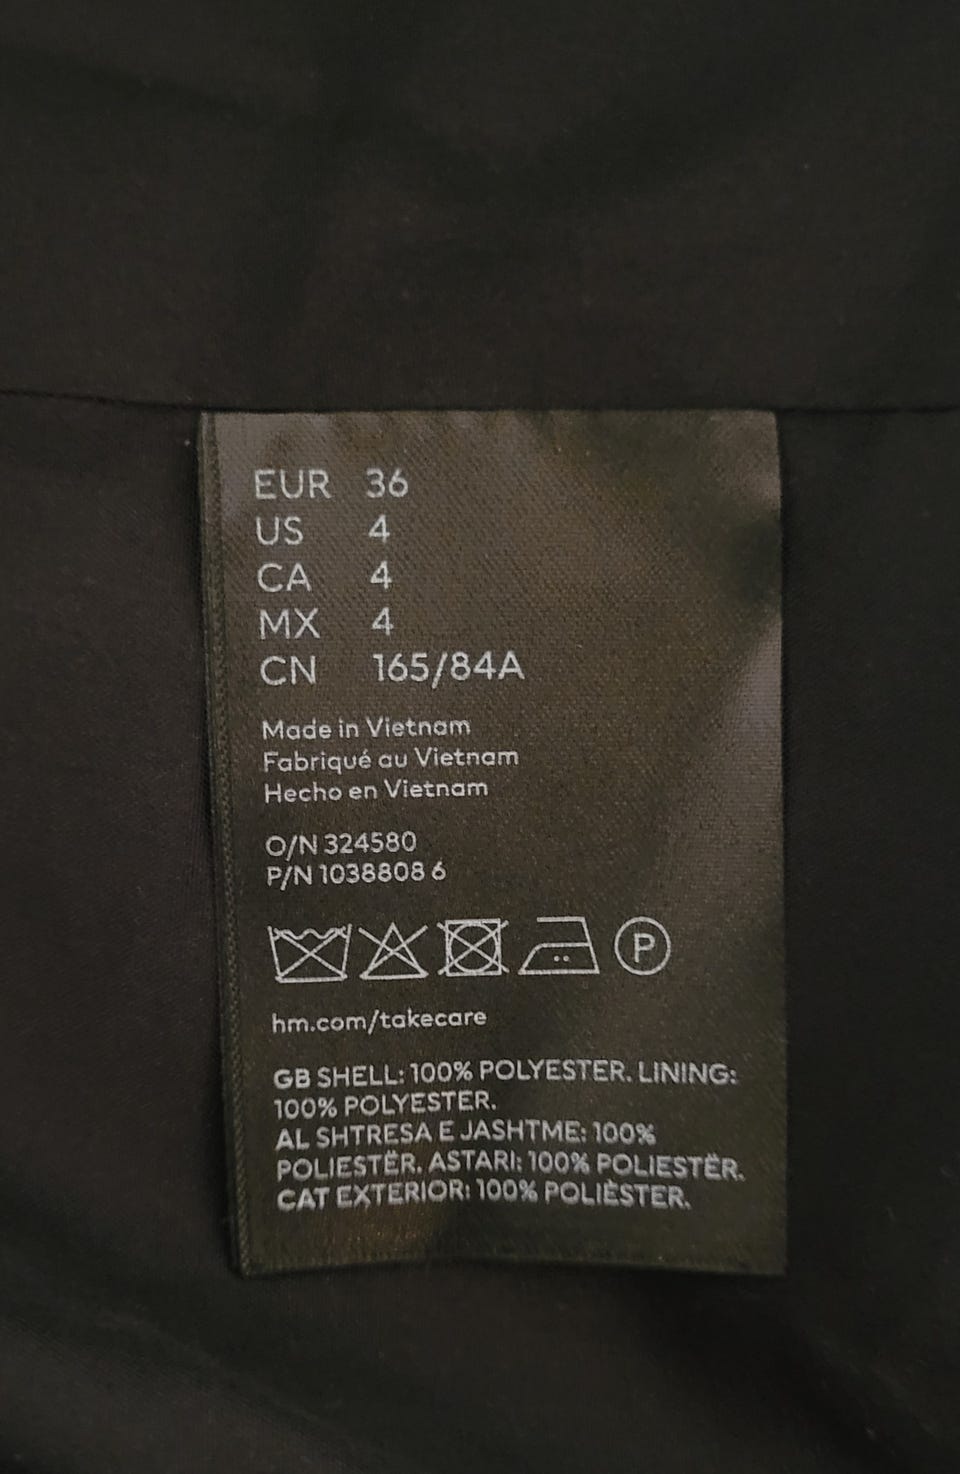 EUR 36
US 4
CA 4
MX 4
CN 165/84A
Made in Vietnam
Fabriqué au Vietnam
Hecho en Vietnam
O/N 324580
P/N 1038808 6
P
hm.com/takecare
GB SHELL: 100% POLYESTER. LINING:
100% POLYESTER.
AL SHTRESA E JASHTME: 100%
POLIESTËR. ASTARI: 100% POLIESTËR.
CAT EXTERIOR: 100% POLIÈSTER.